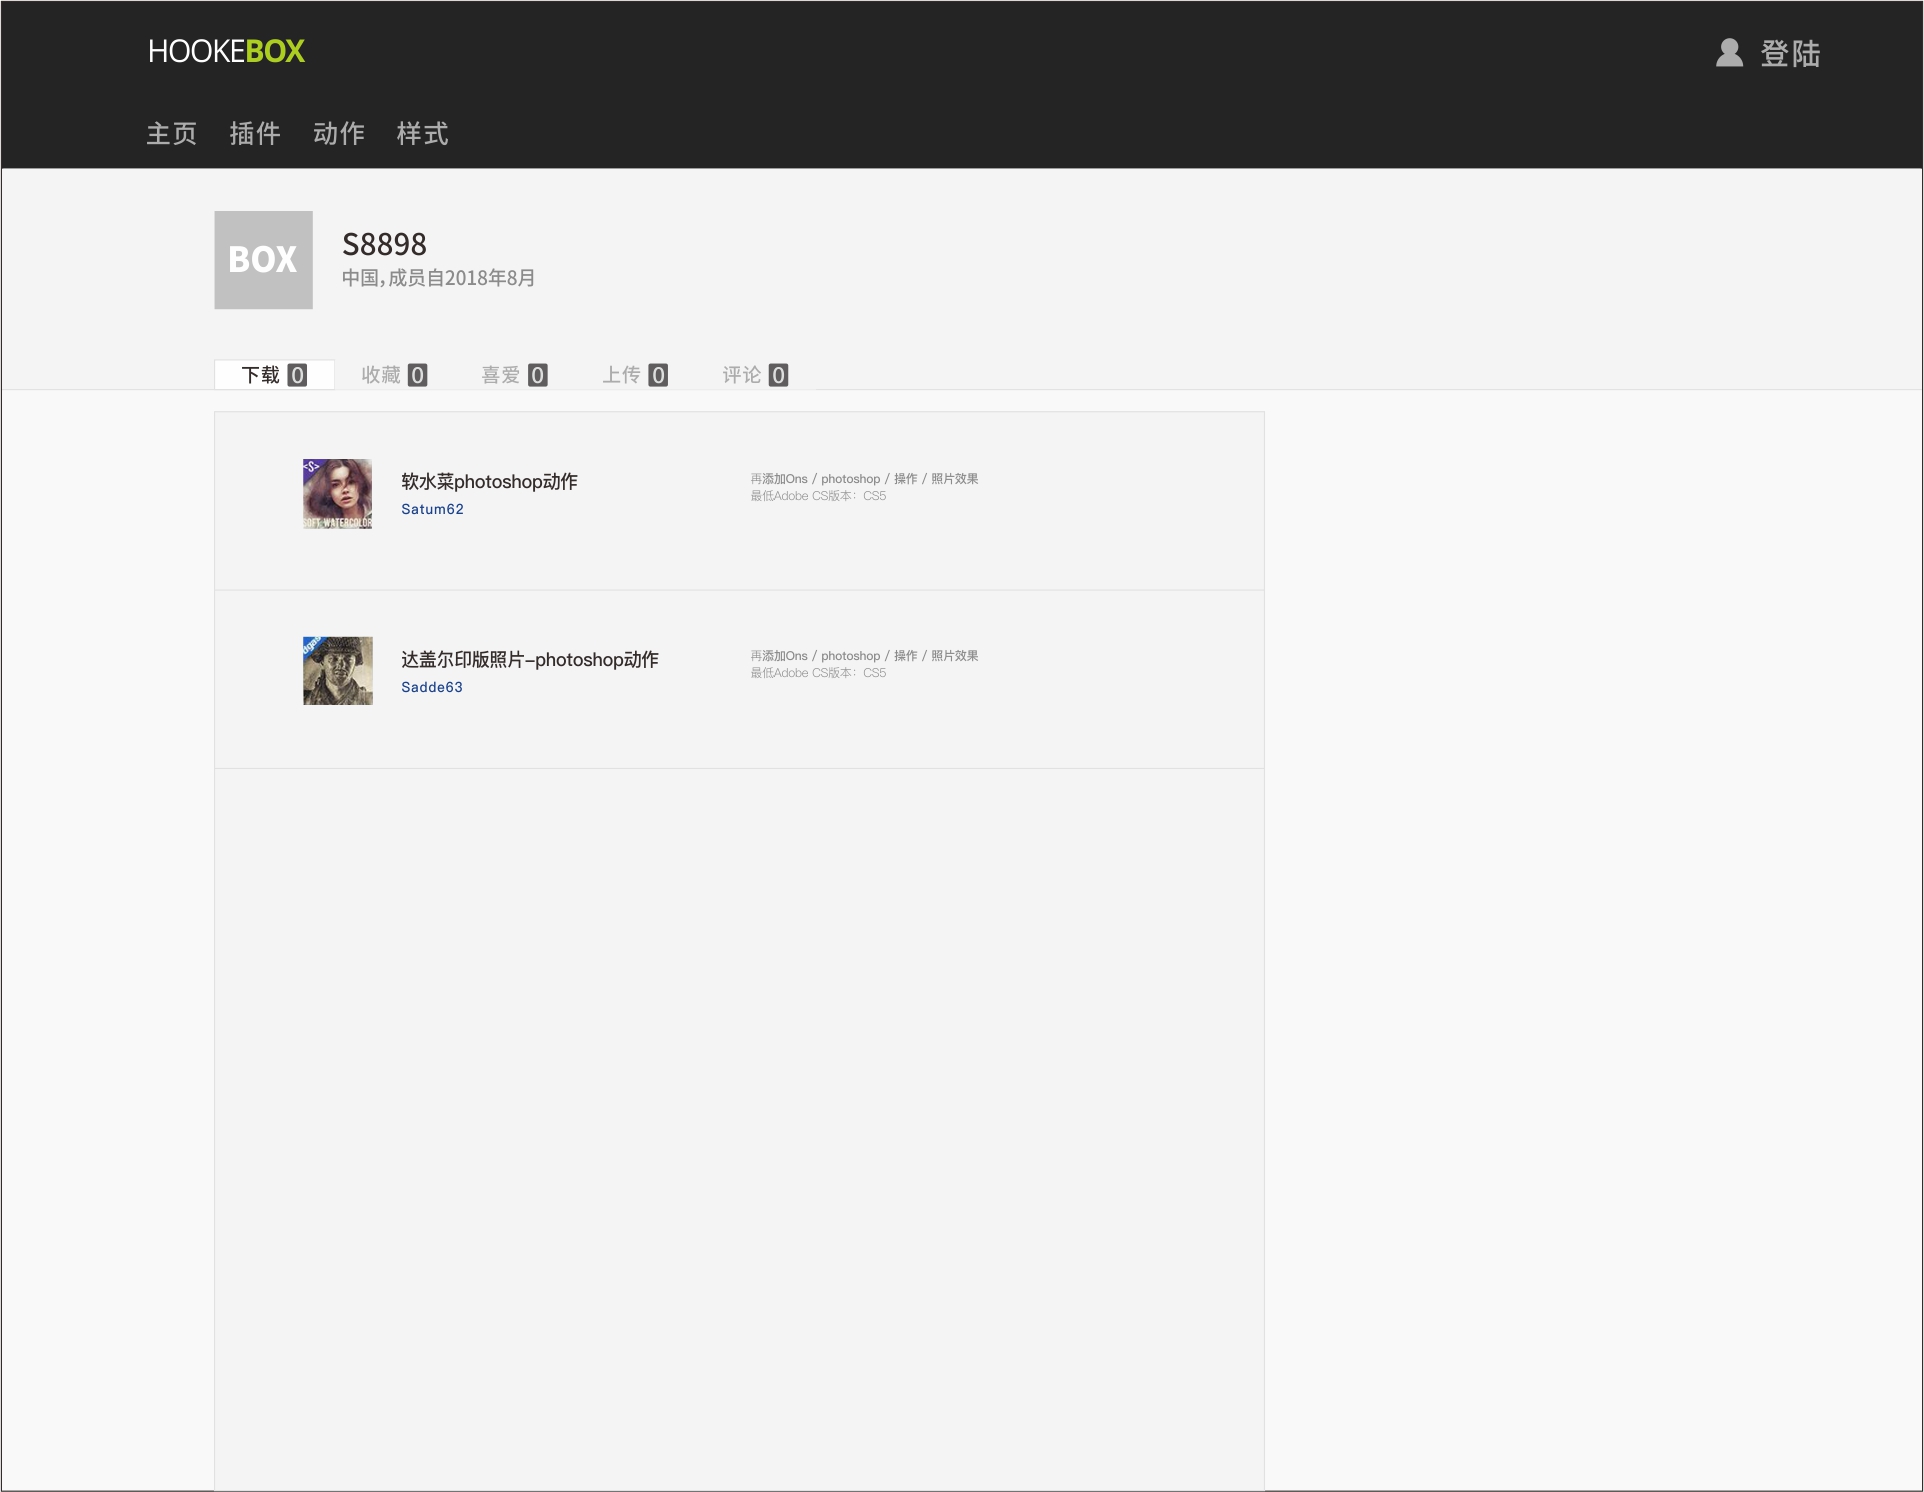 HOOKEBOX
登陆
主页 插件 动作 样式
BOX
S8898
中国,成员自2018年8月
下载 0 收藏 0 喜爱 0 上传 0 评论 0
<S>
SOFT WATERCOLOR
软水菜photoshop动作
Satum62
再添加Ons / photoshop / 操作 / 照片效果
最低Adobe CS版本：CS5
达盖尔印版照片-photoshop动作
Sadde63
再添加Ons / photoshop / 操作 / 照片效果
最低Adobe CS版本：CS5